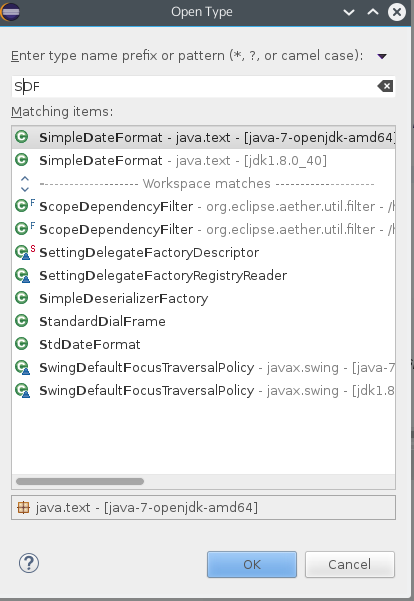 Open Type
Enter type name prefix or pattern (*, ?, or camel case):
SDF
Matching items:
SimpleDateFormat - java.text - [java-7-openjdk-amd64]
SimpleDateFormat - java.text - [jdk1.8.0_40]
Workspace matches
F ScopeDependencyFilter - org.eclipse.aether.util.filter - /h
F ScopeDependencyFilter - org.eclipse.aether.util.filter - /h
S SettingDelegateFactoryDescriptor
SettingDelegateFactoryRegistryReader
SimpleDeserializerFactory
StandardDialFrame
StdDateFormat
SwingDefaultFocusTraversalPolicy - javax.swing - [java-7
SwingDefaultFocusTraversalPolicy - javax.swing - [jdk1.8
java.text - [java-7-openjdk-amd64]
OK
Cancel